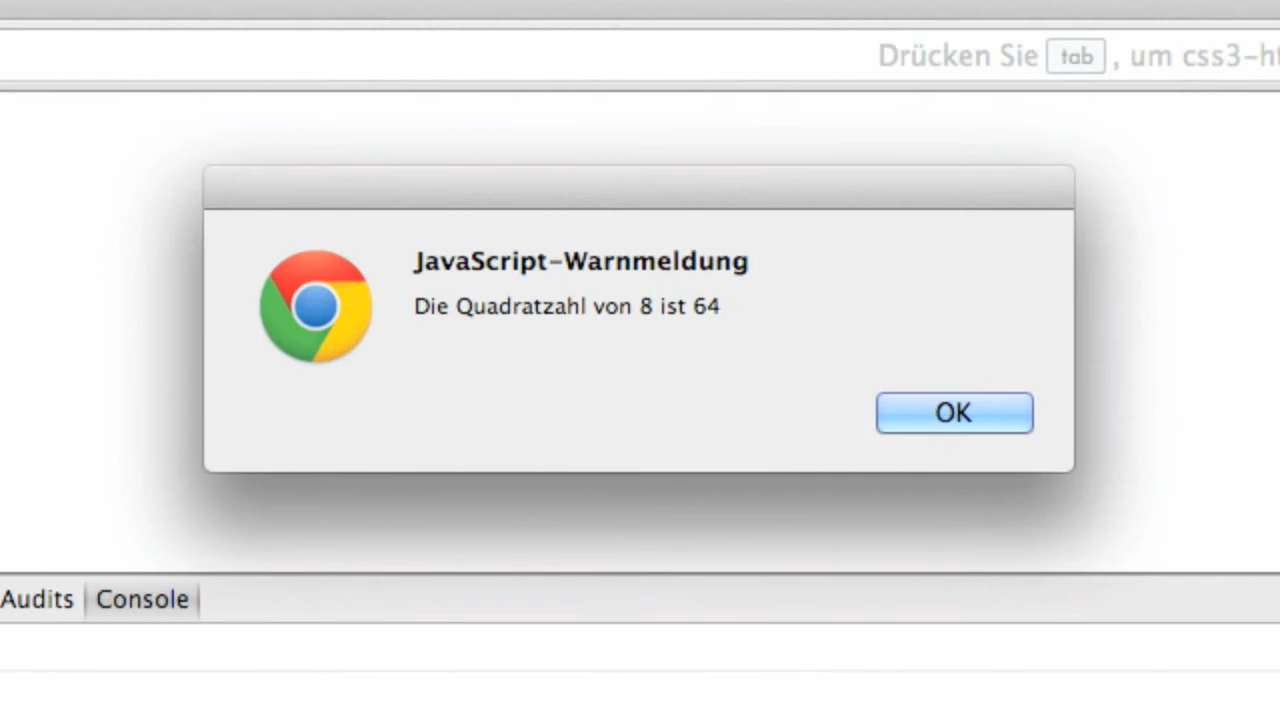 Drücken Sie tab , um css3-ht
JavaScript-Warnmeldung
Die Quadratzahl von 8 ist 64
OK
Audits Console